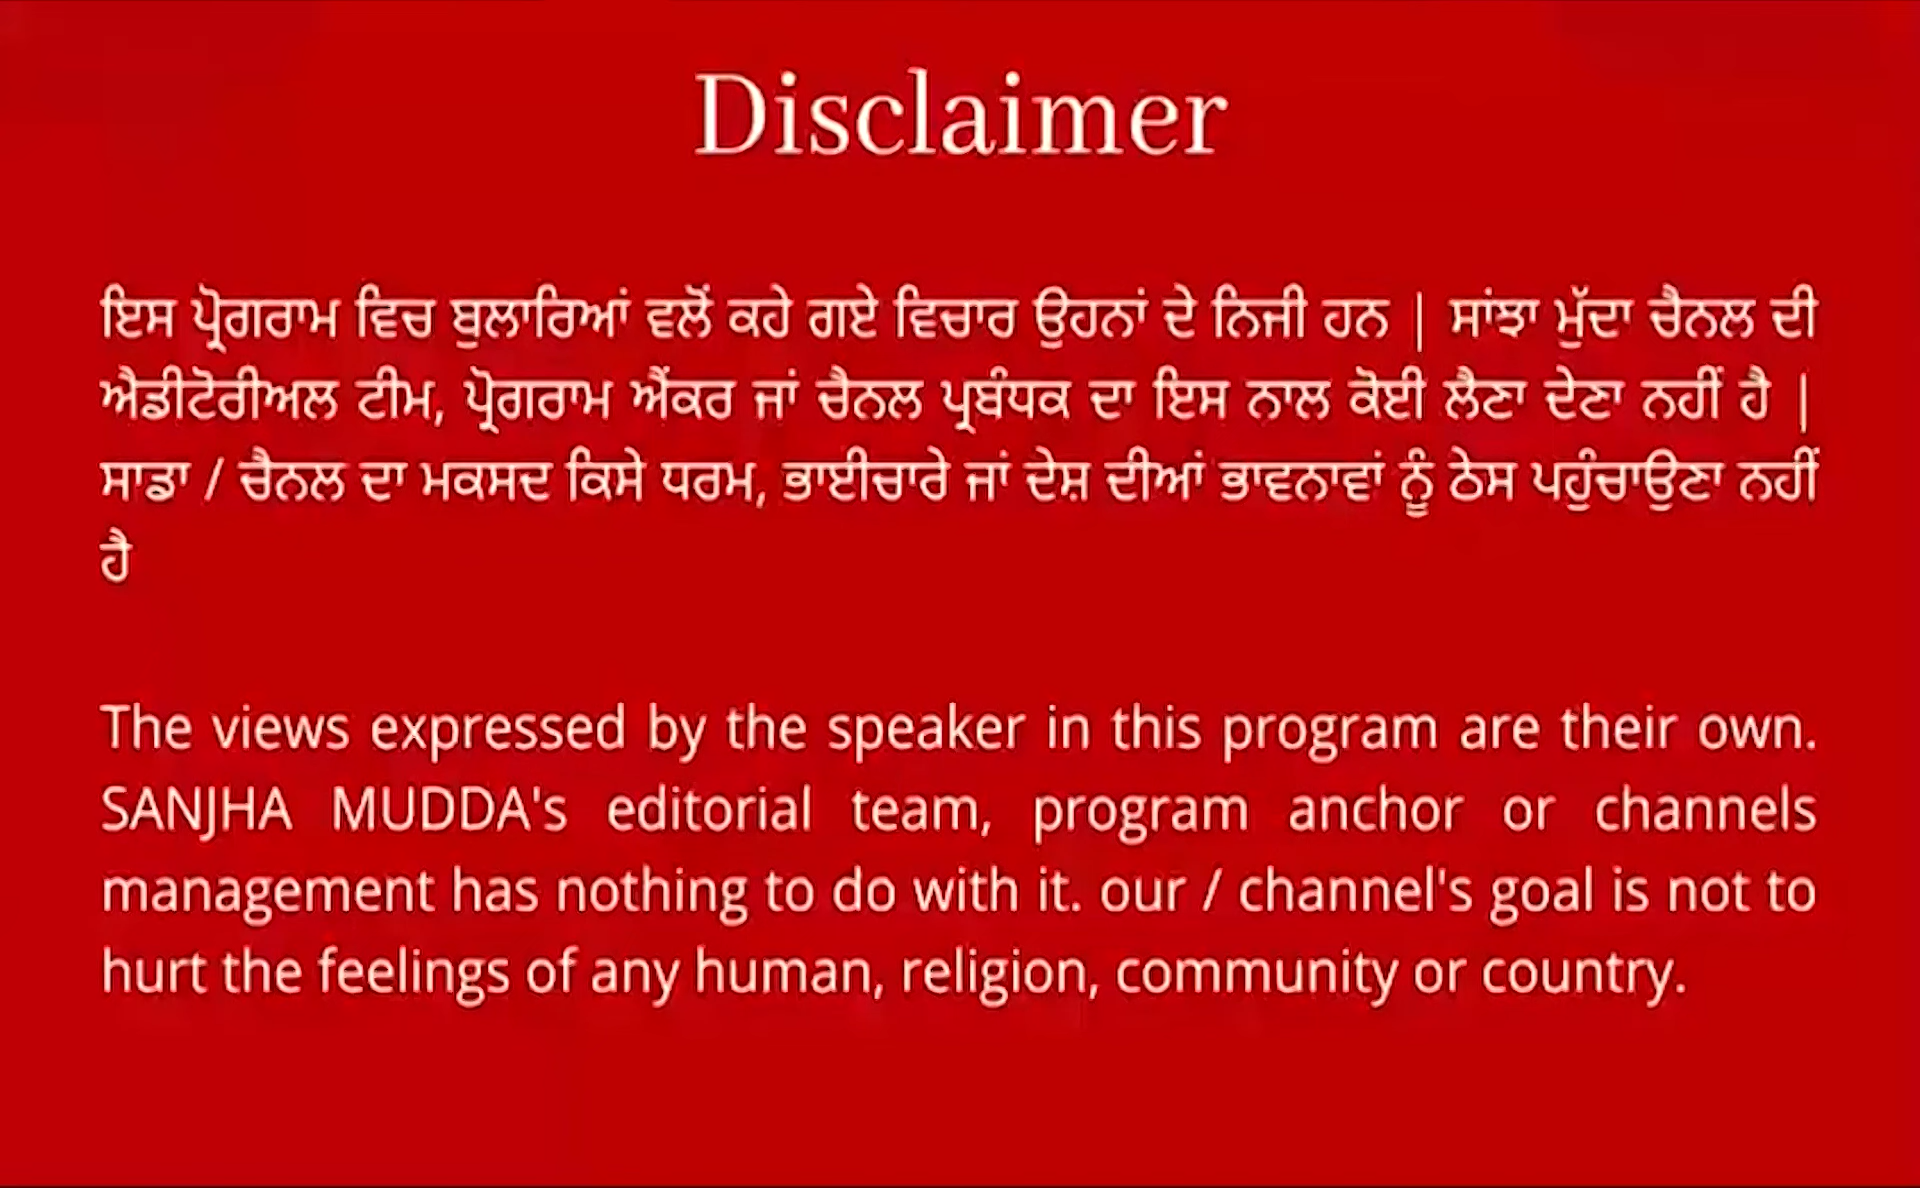 Disclaimer
ਇਸ ਪ੍ਰੋਗਰਾਮ ਵਿਚ ਬੁਲਾਰਿਆਂ ਵਲੋਂ ਕਹੇ ਗਏ ਵਿਚਾਰ ਉਹਨਾਂ ਦੇ ਨਿਜੀ ਹਨ | ਸਾਂਝਾ ਮੁੱਦਾ ਚੈਨਲ ਦੀ
ਐਡੀਟੋਰੀਅਲ ਟੀਮ, ਪ੍ਰੋਗਰਾਮ ਐਂਕਰ ਜਾਂ ਚੈਨਲ ਪ੍ਰਬੰਧਕ ਦਾ ਇਸ ਨਾਲ ਕੋਈ ਲੈਣਾ ਦੇਣਾ ਨਹੀਂ ਹੈ |
ਸਾਡਾ / ਚੈਨਲ ਦਾ ਮਕਸਦ ਕਿਸੇ ਧਰਮ, ਭਾਈਚਾਰੇ ਜਾਂ ਦੇਸ਼ ਦੀਆਂ ਭਾਵਨਾਵਾਂ ਨੂੰ ਠੇਸ ਪਹੁੰਚਾਉਣਾ ਨਹੀਂ
ਹੈ
The views expressed by the speaker in this program are their own.
SANJHA MUDDA's editorial team, program anchor or channels
management has nothing to do with it. our / channel's goal is not to
hurt the feelings of any human, religion, community or country.